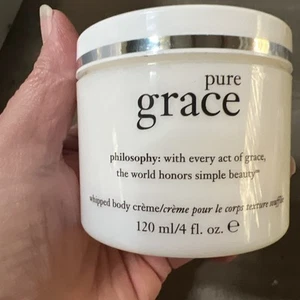 pure
grace
philosophy: with every act of grace,
the world honors simple beauty™
whipped body crème/crème pour le corps texture soufflée
120 ml/4 fl. oz. ℮